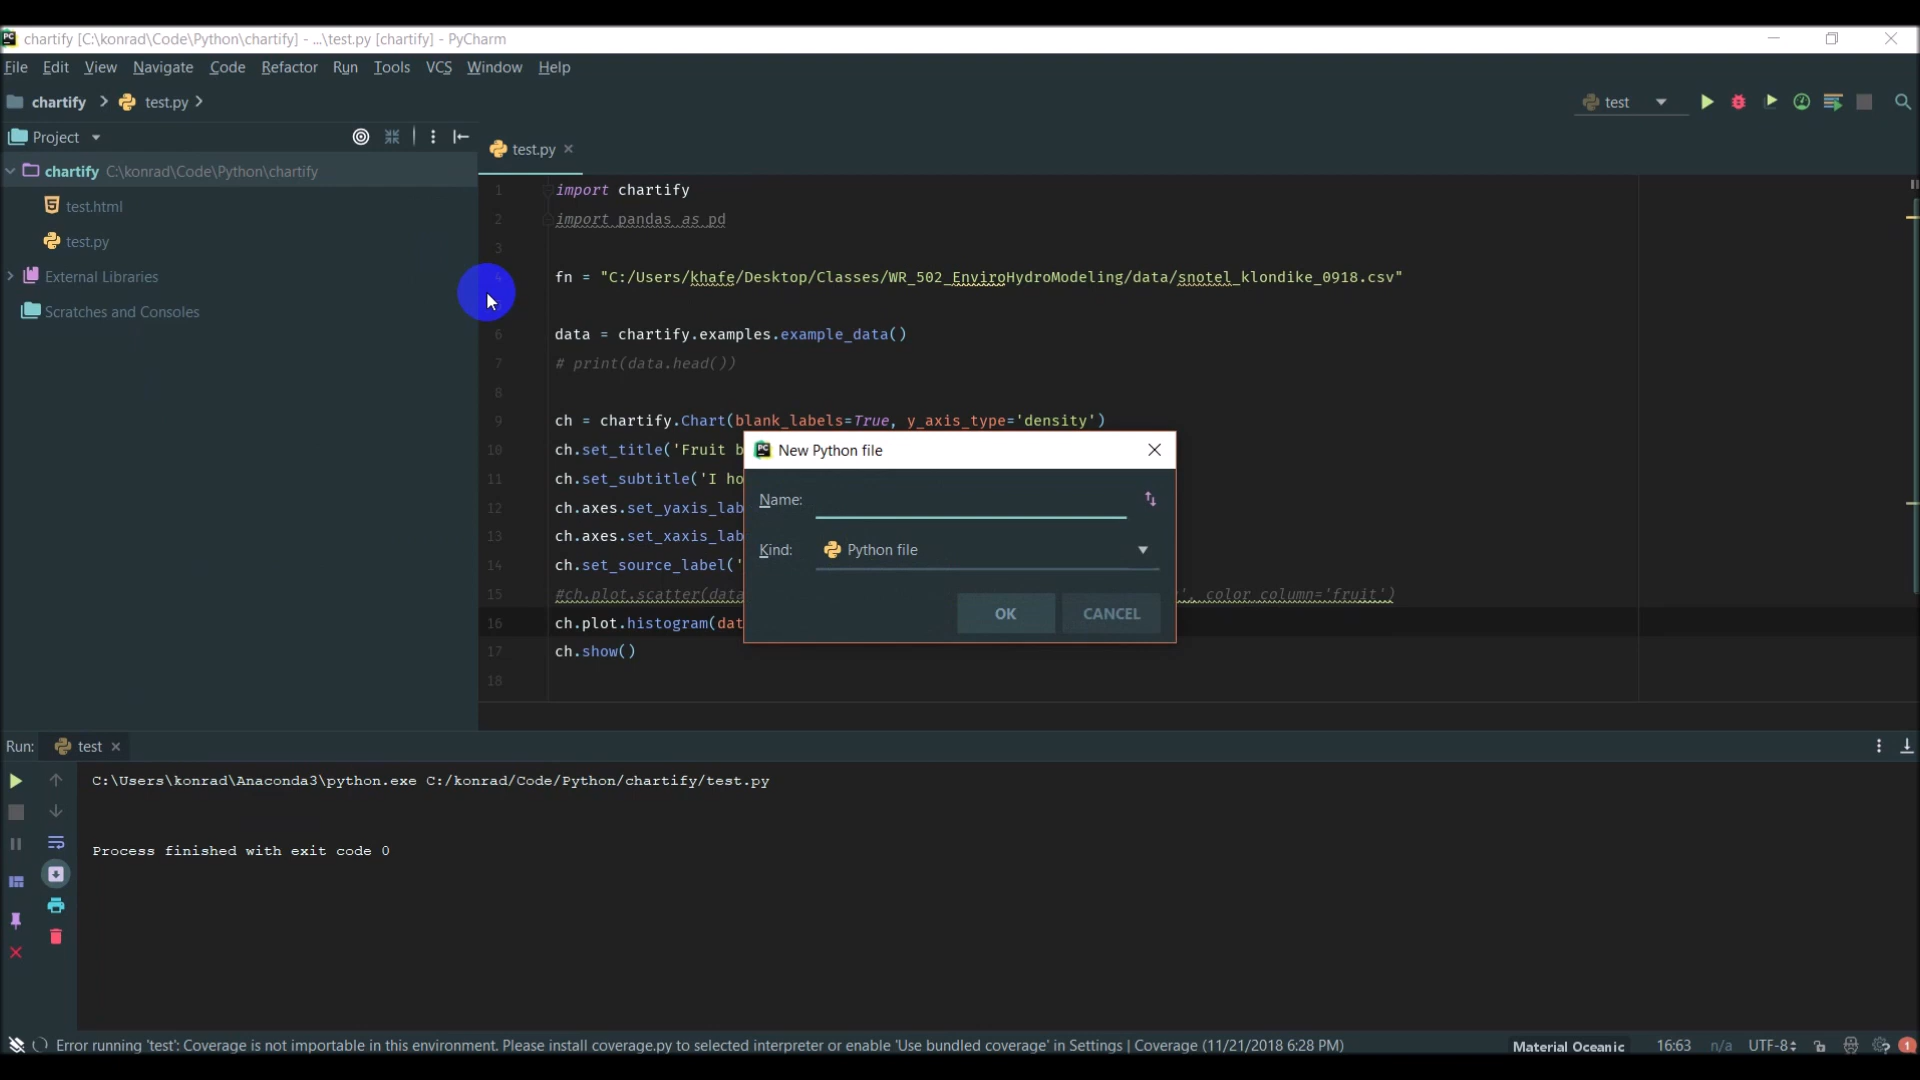 chartify [C:\konrad\Code\Python\chartify] - ...\test.py [chartify] - PyCharm
File Edit View Navigate Code Refactor Run Tools VCS Window Help
chartify test.py
test
Project
test.py
chartify C:\konrad\Code\Python\chartify
test.html
test.py
External Libraries
Scratches and Consoles
1 import chartify
2 import pandas as pd
3
4 fn = "C:/Users/khafe/Desktop/Classes/WR_502_EnviroHydroModeling/data/snotel_klondike_0918.csv"
6 data = chartify.examples.example_data()
7 # print(data.head())
8
9 ch = chartify.Chart(blank_labels=True, y_axis_type='density')
10 ch.set_title('Fruit b
11 ch.set_subtitle('I ho
12 ch.axes.set_yaxis_lab
13 ch.axes.set_xaxis_lab
14 ch.set_source_label('
15 #ch.plot.scatter(data ', color_column='fruit')
16 ch.plot.histogram(dat
17 ch.show()
18
New Python file
Name:
Kind: Python file
OK CANCEL
Run: test
C:\Users\konrad\Anaconda3\python.exe C:/konrad/Code/Python/chartify/test.py
Process finished with exit code 0
Error running 'test': Coverage is not importable in this environment. Please install coverage.py to selected interpreter or enable 'Use bundled coverage' in Settings | Coverage (11/21/2018 6:28 PM)
Material Oceanic 16:63 n/a UTF-8 1